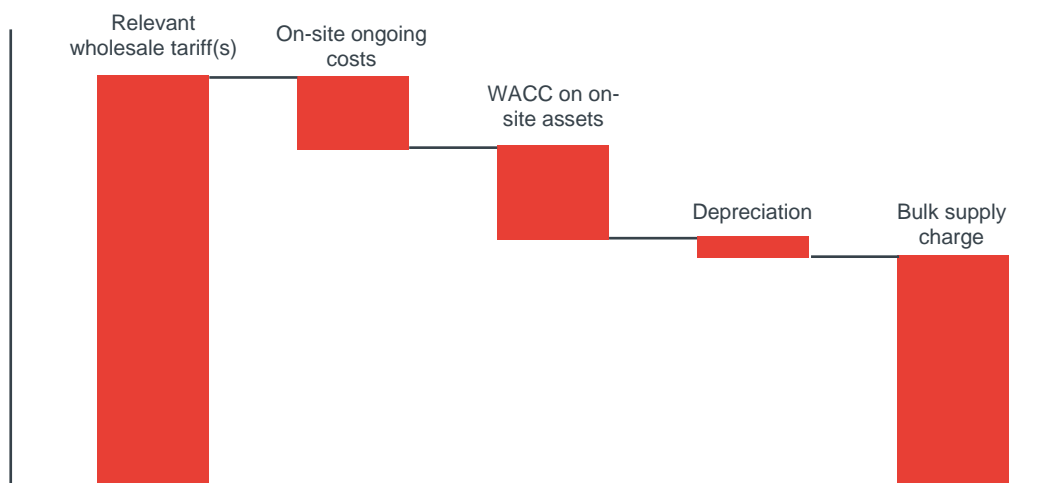 Relevant
wholesale tariff(s)
On-site ongoing
costs
WACC on on-
site assets
Depreciation
Bulk supply
charge